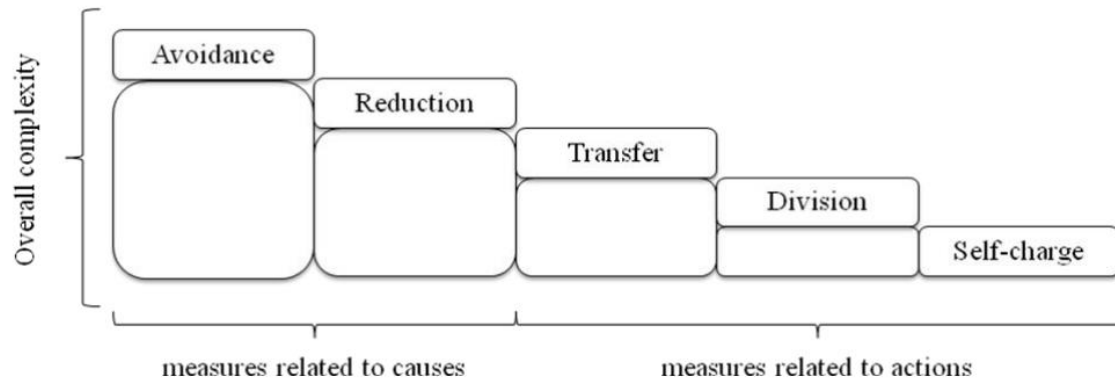 Overall complexity
Avoidance
Reduction
Transfer
Division
Self-charge
measures related to causes
measures related to actions